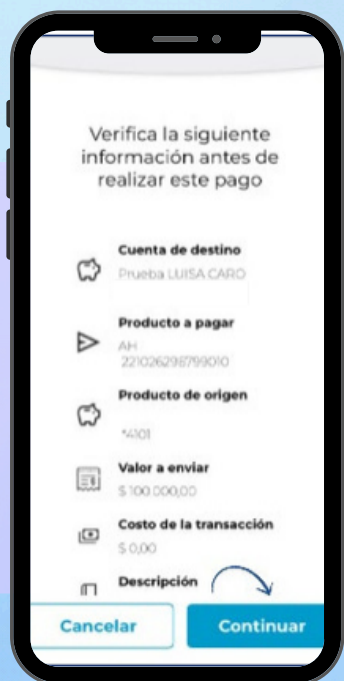 Verifica la siguiente
información antes de
realizar este pago
Cuenta de destino
Prueba LUISA CARO
Producto a pagar
AH
221026298799010
Producto de origen
*4101
Valor a enviar
$ 100 000,00
Costo de la transacción
$ 0,00
Descripción
Cancelar
Continuar